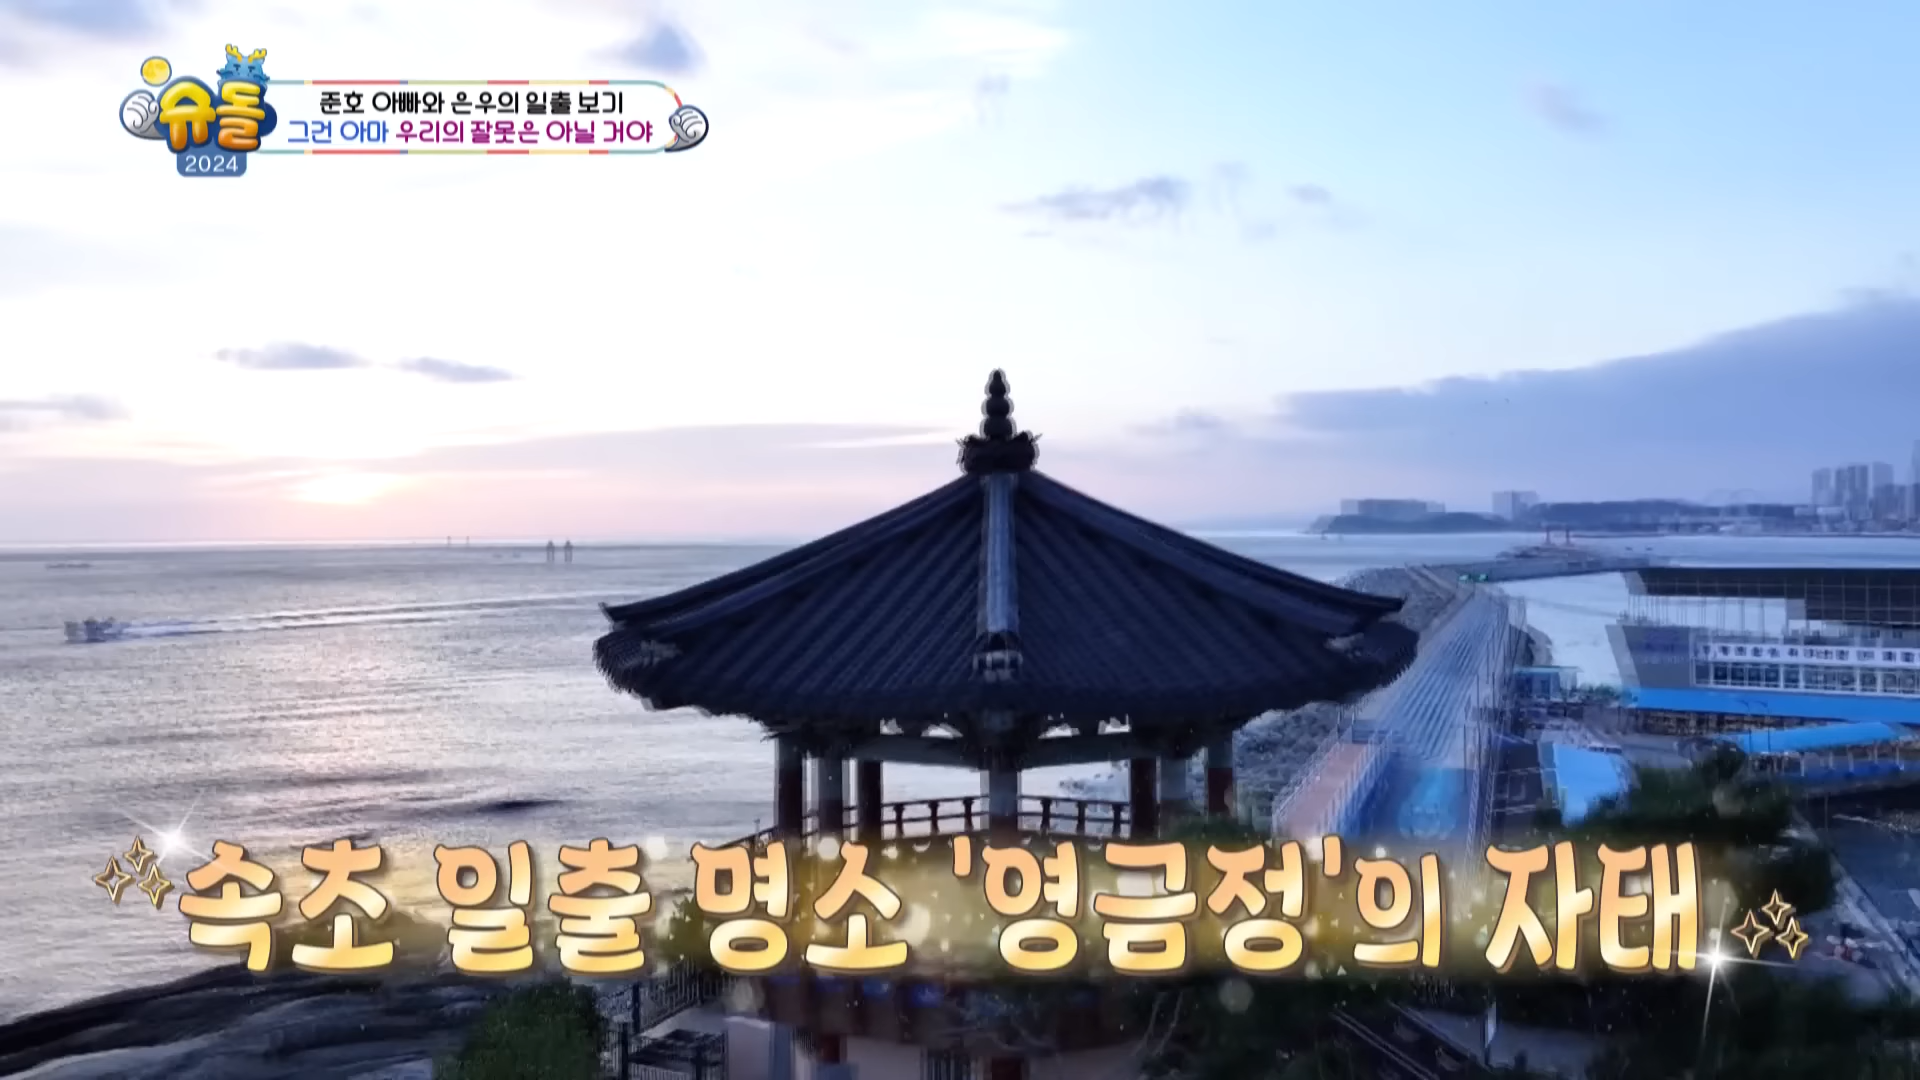 슈돌
2024
준호 아빠와 은우의 일출 보기
그런 아마 우리의 잘못은 아닐 거야
속초 일출 명소 '영금정'의 자태